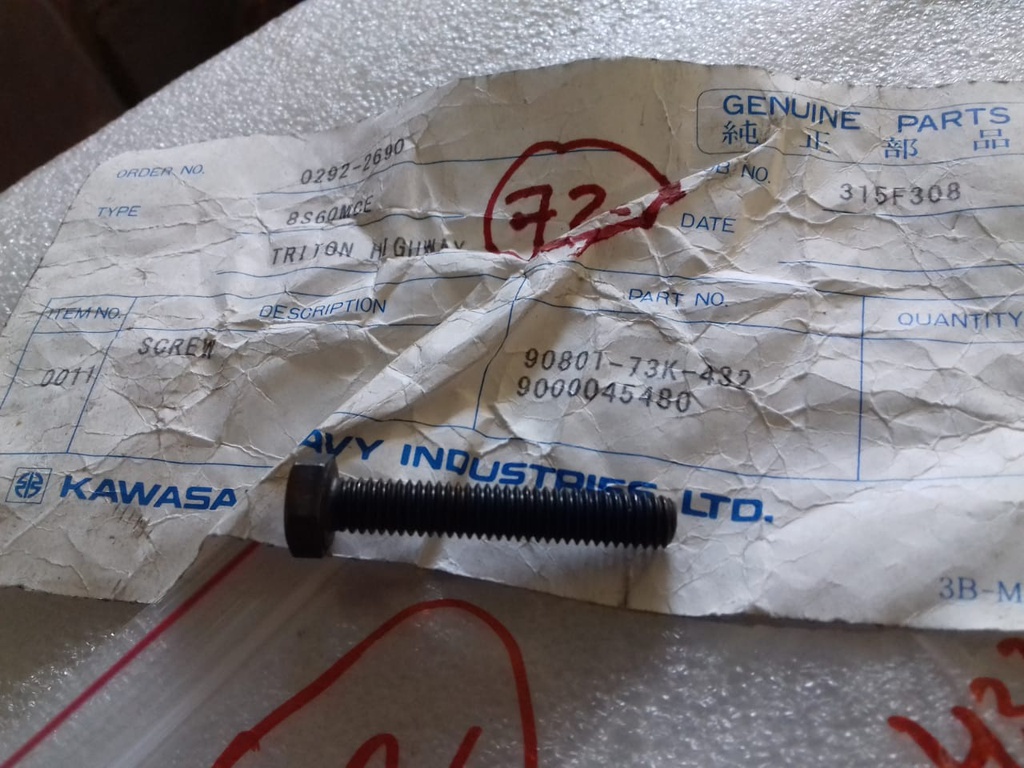 GENUINE PARTS
純正部品
ORDER NO. 0292-2690
B NO. 315F308
TYPE 8S60MCE
TRITON HIGHWAY
72
DATE
ITEM NO. DESCRIPTION PART NO. QUANTITY
0011 SCREW 90801-73K-432
9000045480
KAWASA AVY INDUSTRIES, LTD.
3B-M